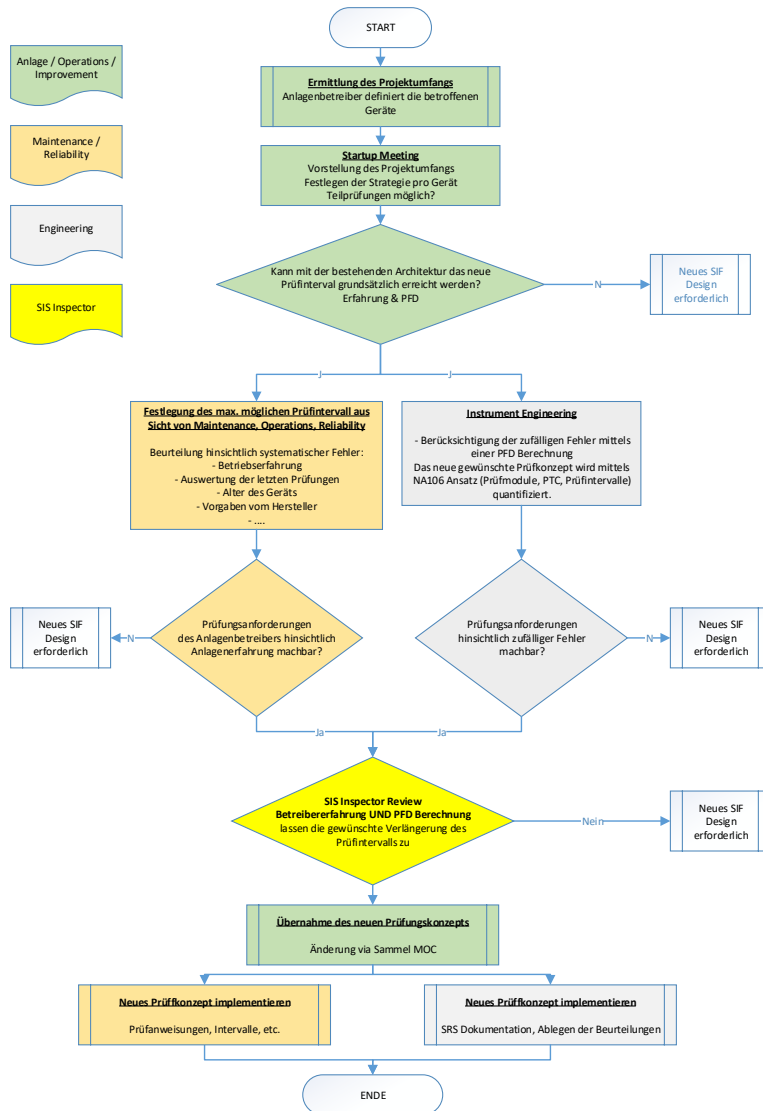 START
Anlage / Operations /
Improvement
Ermittlung des Projektumfangs
Anlagenbetreiber definiert die betroffenen
Geräte
Maintenance /
Reliability
Startup Meeting
Vorstellung des Projektumfangs
Festlegen der Strategie pro Gerät
Teilprüfungen möglich?
Engineering
Kann mit der bestehenden Architektur das neue
Prüfinterval grundsätzlich erreicht werden?
Erfahrung & PFD
N
Neues SIF
Design
erforderlich
SIS Inspector
J
J
Festlegung des max. möglichen Prüfintervall aus
Sicht von Maintenance, Operations, Reliability
Beurteilung hinsichtlich systematischer Fehler:
- Betriebserfahrung
- Auswertung der letzten Prüfungen
- Alter des Geräts
- Vorgaben vom Hersteller
- ....
Instrument Engineering
- Berücksichtigung der zufälligen Fehler mittels
einer PFD Berechnung
Das neue gewünschte Prüfkonzept wird mittels
NA106 Ansatz (Prüfmodule, PTC, Prüfintervalle)
quantifiziert.
Neues SIF
Design
erforderlich
N
Prüfungsanforderungen
des Anlagenbetreibers hinsichtlich
Anlagenerfahrung machbar?
Prüfungsanforderungen
hinsichtlich zufälliger Fehler
machbar?
N
Neues SIF
Design
erforderlich
Ja
Ja
SIS Inspector Review
Betreibererfahrung UND PFD Berechnung
lassen die gewünschte Verlängerung des
Prüfintervalls zu
Nein
Neues SIF
Design
erforderlich
Übernahme des neuen Prüfungskonzepts
Änderung via Sammel MOC
Neues Prüffkonzept implementieren
Prüfanweisungen, Intervalle, etc.
Neues Prüffkonzept implementieren
SRS Dokumentation, Ablegen der Beurteilungen
ENDE